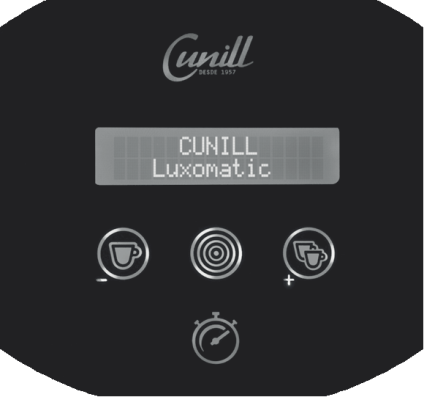 Cunill
DESDE 1957
CUNILL
Luxomatic
- +